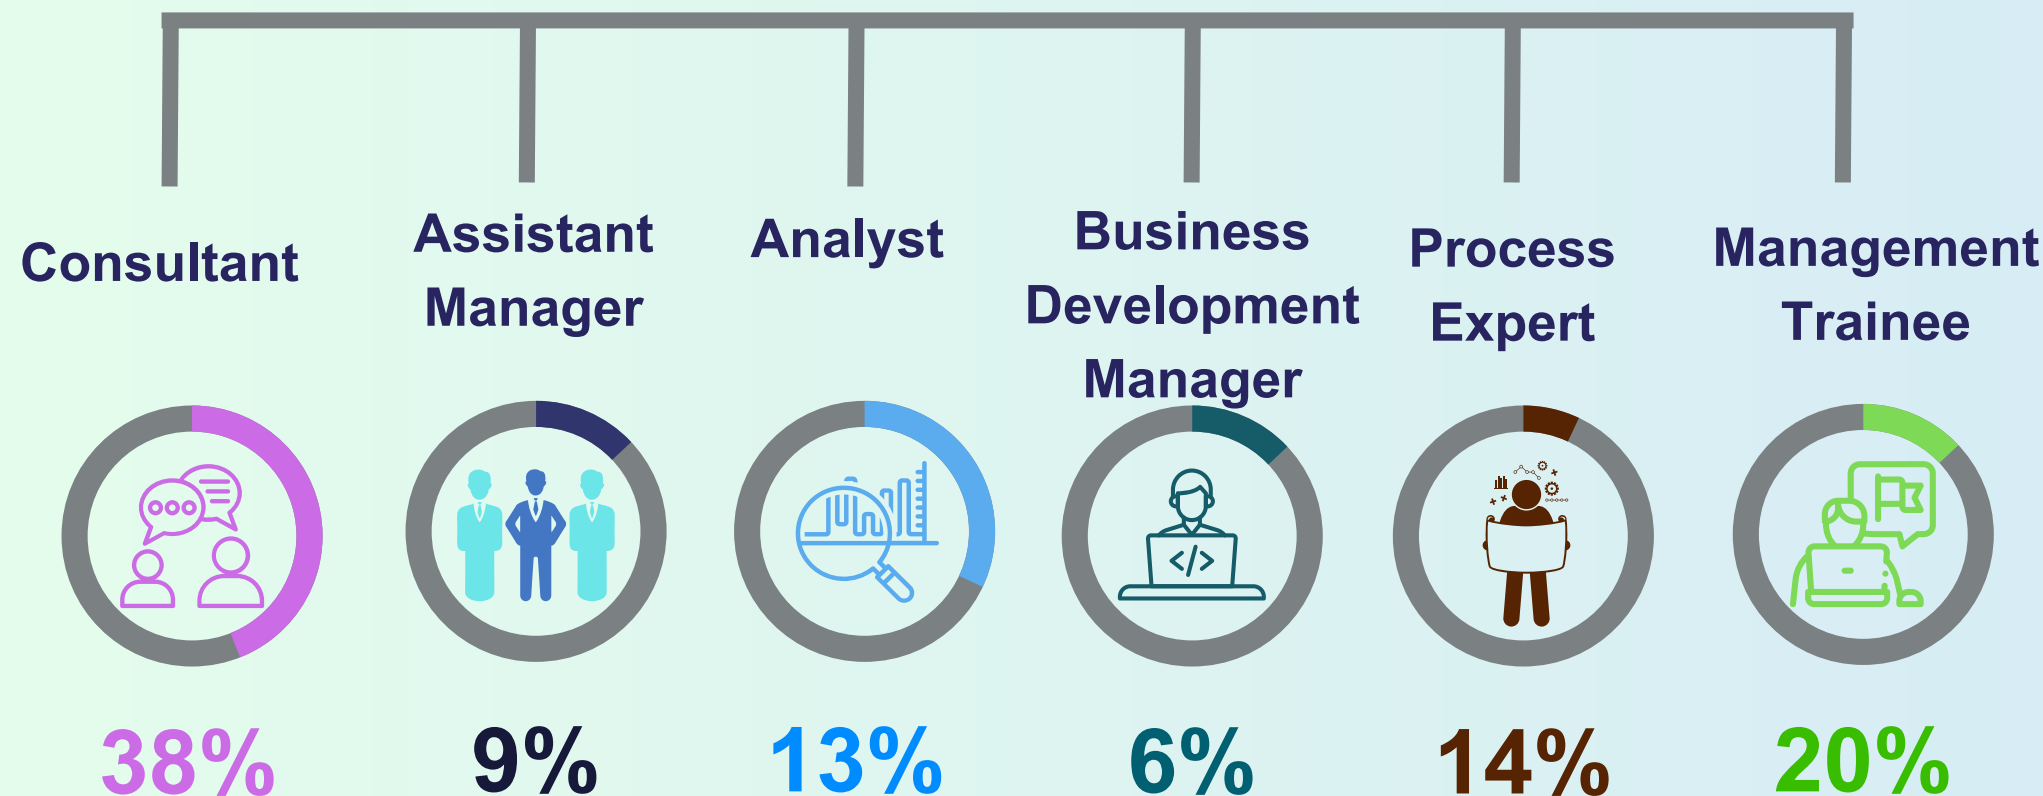 Consultant
Assistant
Manager
Analyst
Business
Development
Manager
Process
Expert
Management
Trainee
</>
38%
9%
13%
6%
14%
20%